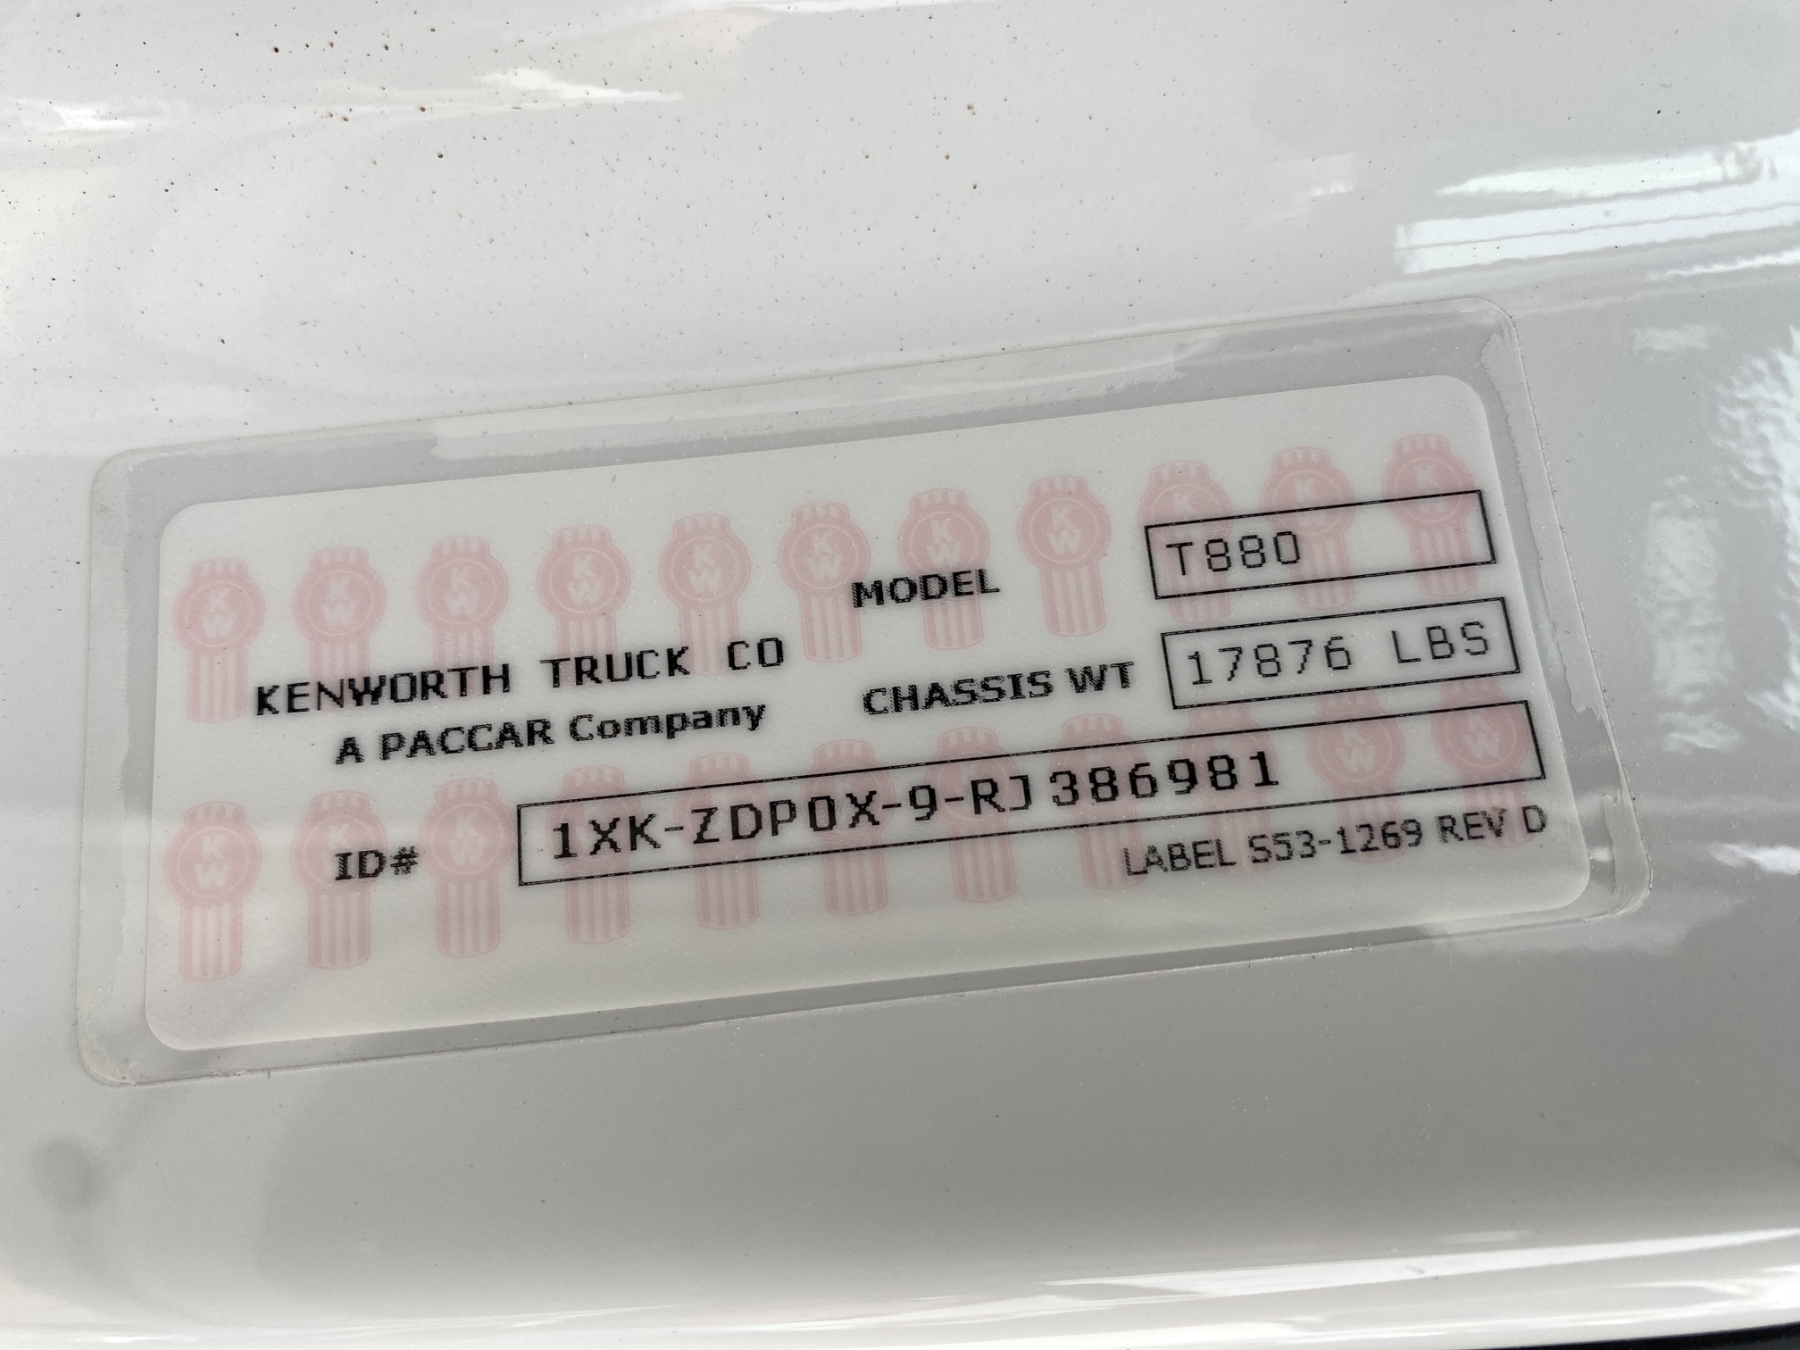 MODEL T880
KENWORTH TRUCK CO
A PACCAR Company
CHASSIS WT 17876 LBS
ID# 1XK-ZDP0X-9-RJ386981
LABEL S53-1269 REV D